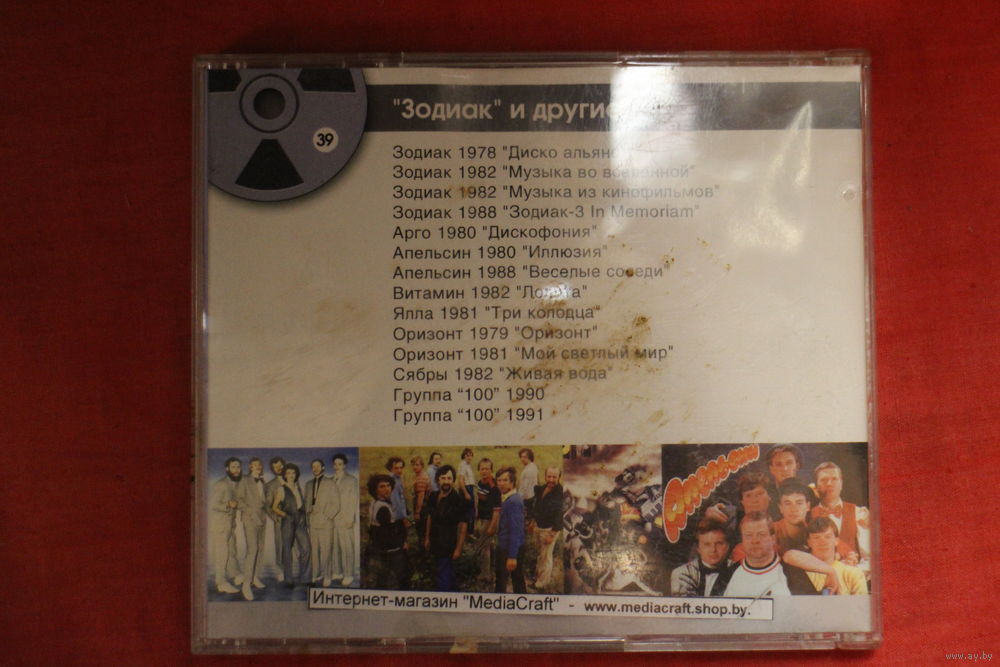 39
"Зодиак" и другие
Зодиак 1978 "Диско
Зодиак 1982 "Музыка во вселенной"
Зодиак 1982 "Музыка из кинофильмов"
Зодиак 1988 "Зодиак-3 In Memoriam"
Арго 1980 "Дискофония"
Апельсин 1980 "Иллюзия"
Апельсин 1988 "Веселые соседи"
Витамин 1982
Ялла 1981 "Три колодца"
Оризонт 1979 "Оризонт"
Оризонт 1981 "Мой светлый мир"
Сябры 1982 "Живая вода"
Группа “100” 1990
Группа “100” 1991
Апельсин
Интернет-магазин "MediaCraft" - www.mediacraft.shop.by.
www.ay.by